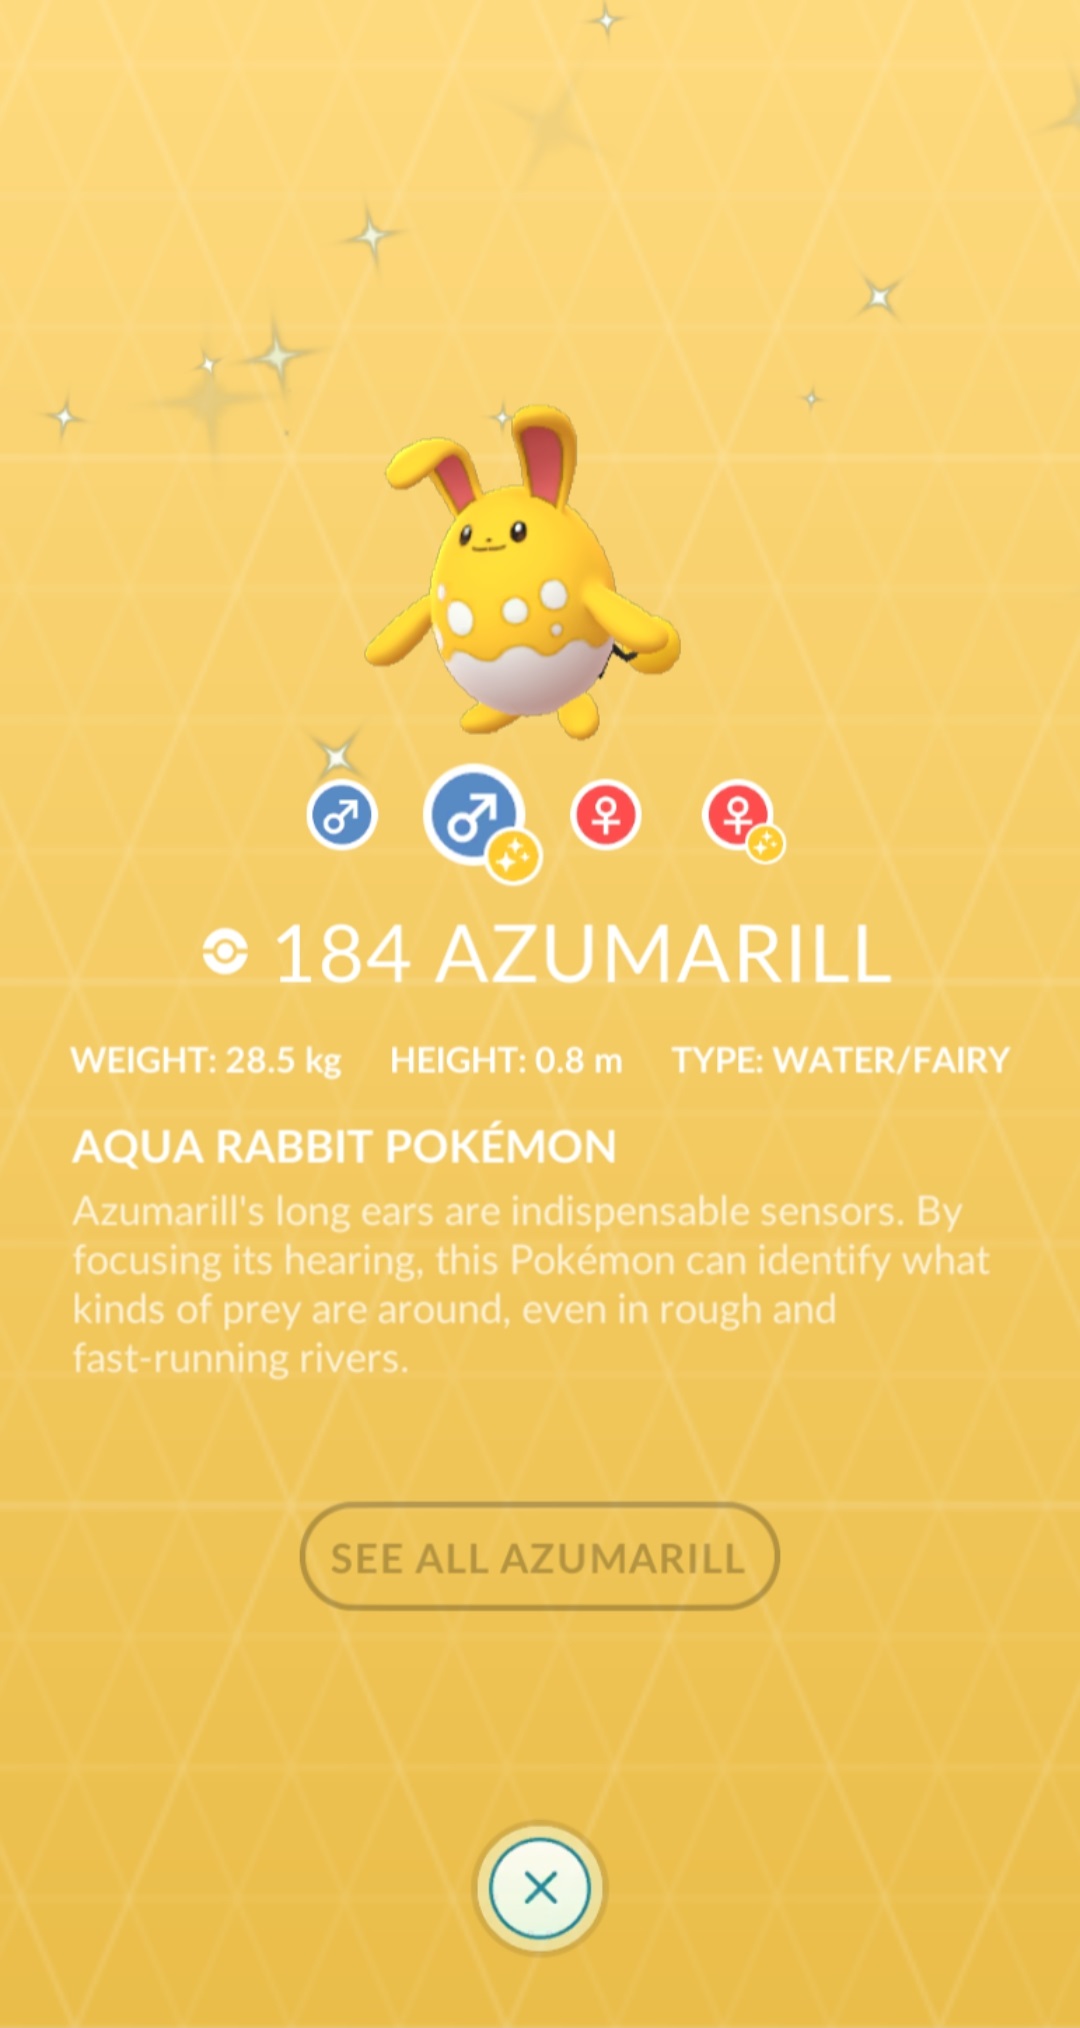 184 AZUMARILL
WEIGHT: 28.5 kg HEIGHT: 0.8 m TYPE: WATER/FAIRY
AQUA RABBIT POKÉMON
Azumarill's long ears are indispensable sensors. By
focusing its hearing, this Pokémon can identify what
kinds of prey are around, even in rough and
fast-running rivers.
SEE ALL AZUMARILL